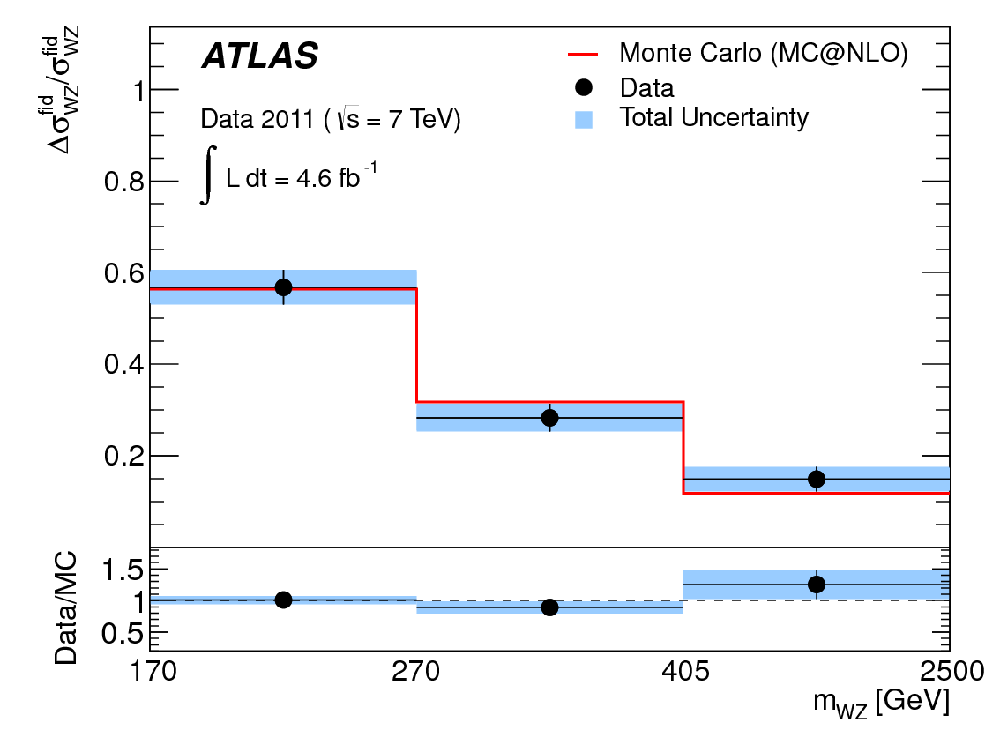 Δσ^fid_WZ/σ^fid_WZ
ATLAS
Data 2011 (√s = 7 TeV)
∫ L dt = 4.6 fb^-1
Monte Carlo (MC@NLO)
Data
Total Uncertainty
1
0.8
0.6
0.4
0.2
Data/MC
1.5
1
0.5
170 270 405 2500
m_WZ [GeV]